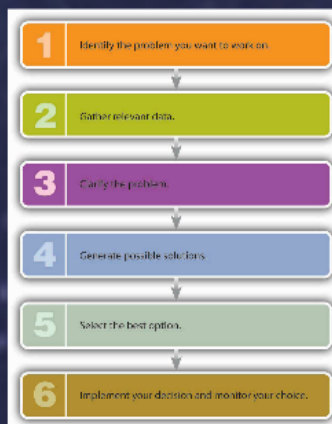 1 Identify the problem you want to work on.
2 Gather relevant data.
3 Clarify the problem.
4 Generate possible solutions
5 Select the best option.
6 Implement your decision and monitor your choice.